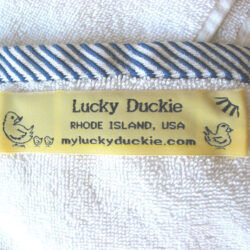 Lucky Duckie
RHODE ISLAND, USA
myluckyduckie.com